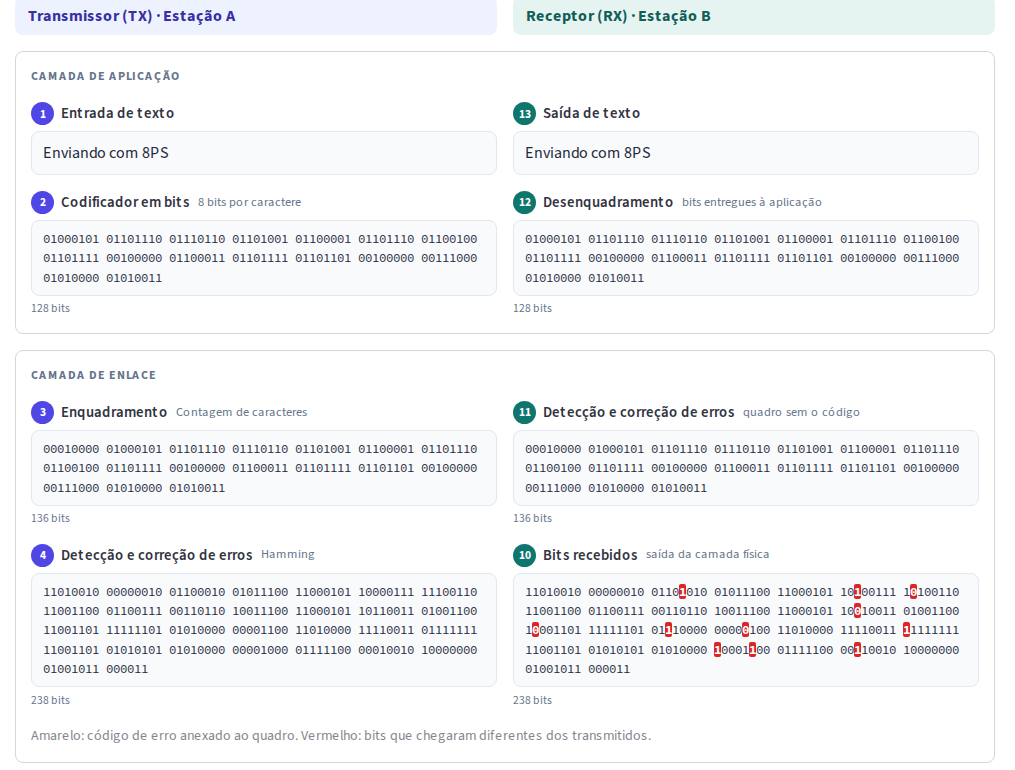 Transmissor (TX) · Estação A
Receptor (RX) · Estação B
CAMADA DE APLICAÇÃO
1 Entrada de texto
Enviando com 8PS
2 Codificador em bits 8 bits por caractere
01000101 01101110 01110110 01101001 01100001 01101110 01100100
01101111 00100000 01100011 01101111 01101101 00100000 00111000
01010000 01010011
128 bits
13 Saída de texto
Enviando com 8PS
12 Desenquadramento bits entregues à aplicação
01000101 01101110 01110110 01101001 01100001 01101110 01100100
01101111 00100000 01100011 01101111 01101101 00100000 00111000
01010000 01010011
128 bits
CAMADA DE ENLACE
3 Enquadramento Contagem de caracteres
00010000 01000101 01101110 01110110 01101001 01100001 01101110
01100100 01101111 00100000 01100011 01101111 01101101 00100000
00111000 01010000 01010011
136 bits
4 Detecção e correção de erros Hamming
11010010 00000010 01100010 01011100 11000101 10000111 11100110
11001100 01100111 00110110 10011100 11000101 10110011 01001100
11001101 11111101 01010000 00001100 11010000 11110011 01111111
11001101 01010101 01010000 00001000 01111100 00010010 10000000
01001011 000011
238 bits
11 Detecção e correção de erros quadro sem o código
00010000 01000101 01101110 01110110 01101001 01100001 01101110
01100100 01101111 00100000 01100011 01101111 01101101 00100000
00111000 01010000 01010011
136 bits
10 Bits recebidos saída da camada física
11010010 00000010 01101010 01011100 11000101 10100111 10100110
11001100 01100111 00110110 10011100 11000101 10010011 01001100
10001101 11111101 01110000 00000100 11010000 11110011 11111111
11001101 01010101 01010000 10001100 01111100 00110010 10000000
01001011 000011
238 bits
Amarelo: código de erro anexado ao quadro. Vermelho: bits que chegaram diferentes dos transmitidos.